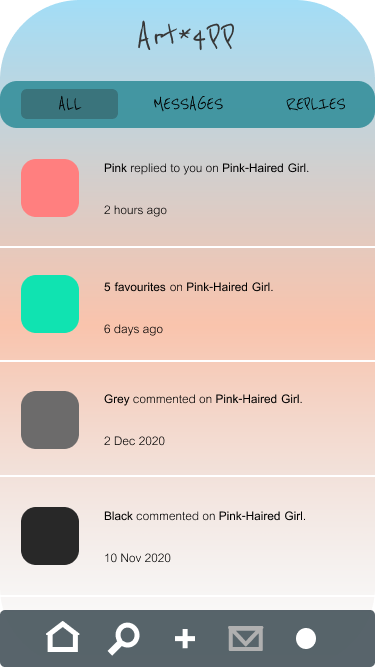 Art*4PP
ALL MESSAGES REPLIES
Pink replied to you on Pink-Haired Girl.
2 hours ago
5 favourites on Pink-Haired Girl.
6 days ago
Grey commented on Pink-Haired Girl.
2 Dec 2020
Black commented on Pink-Haired Girl.
10 Nov 2020